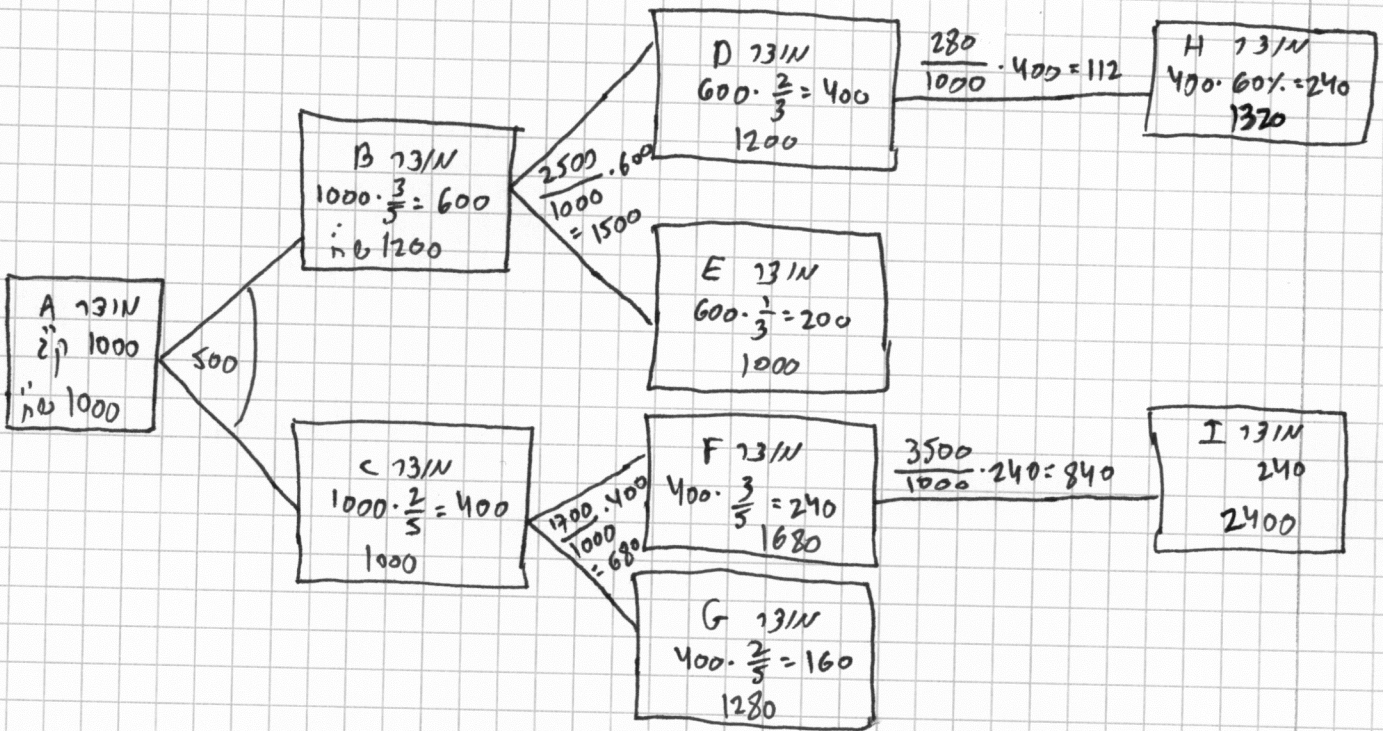 מוצר A
1000 ק"ג
1000
500
מוצר B
1000 · 3/5 = 600
1200
מוצר C
1000 · 2/5 = 400
1000
2500/1000 · 600
= 1500
1700/1000 · 400
= 680
מוצר D
600 · 2/3 = 400
1200
מוצר E
600 · 1/3 = 200
1000
מוצר F
400 · 3/5 = 240
1680
מוצר G
400 · 2/5 = 160
1280
280/1000 · 400 = 112
מוצר H
400 · 60% = 240
1320
3500/1000 · 240 = 840
מוצר I
240
2400